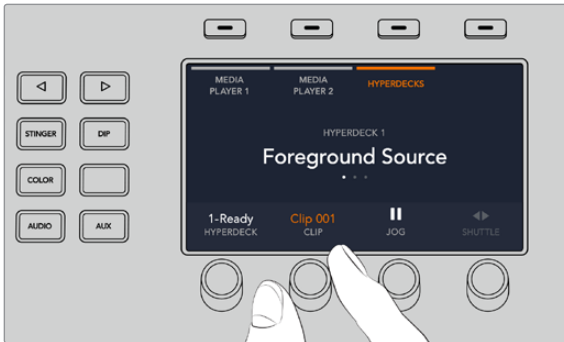 MEDIA
PLAYER 1
MEDIA
PLAYER 2
HYPERDECKS
STINGER
DIP
HYPERDECK 1
Foreground Source
COLOR
1-Ready
HYPERDECK
Clip 001
CLIP
JOG
SHUTTLE
AUDIO
AUX